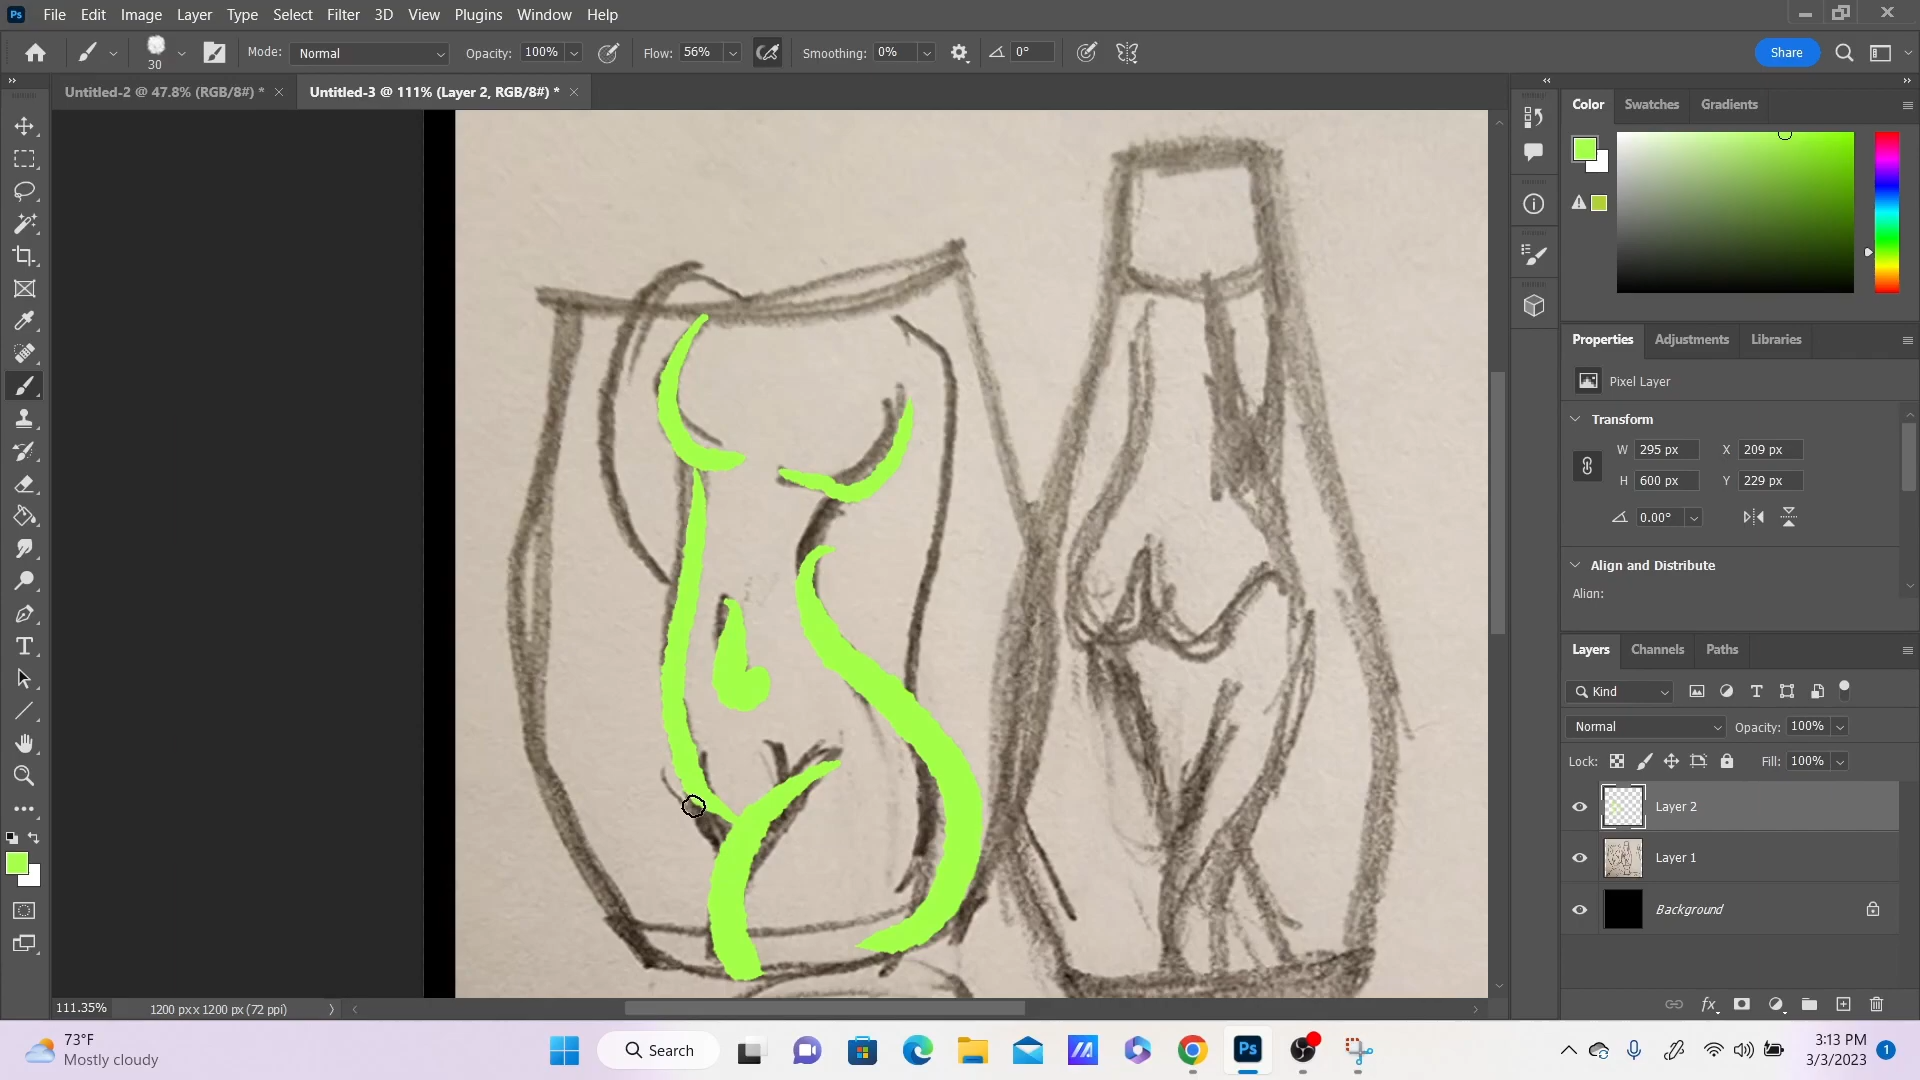 Ps File Edit Image Layer Type Select Filter 3D View Plugins Window Help
30 Mode: Normal Opacity: 100% Flow: 56% Smoothing: 0% 0° Share
Untitled-2 @ 47.8% (RGB/8#) * Untitled-3 @ 111% (Layer 2, RGB/8#) *
Color Swatches Gradients
Properties Adjustments Libraries
Pixel Layer
Transform
W 295 px X 209 px
H 600 px Y 229 px
0.00°
Align and Distribute
Align:
Layers Channels Paths
Kind
Normal Opacity: 100%
Lock: Fill: 100%
Layer 2
Layer 1
Background
111.35% 1200 px x 1200 px (72 ppi)
73°F
Mostly cloudy
Search
Ps
3:13 PM
3/3/2023
1